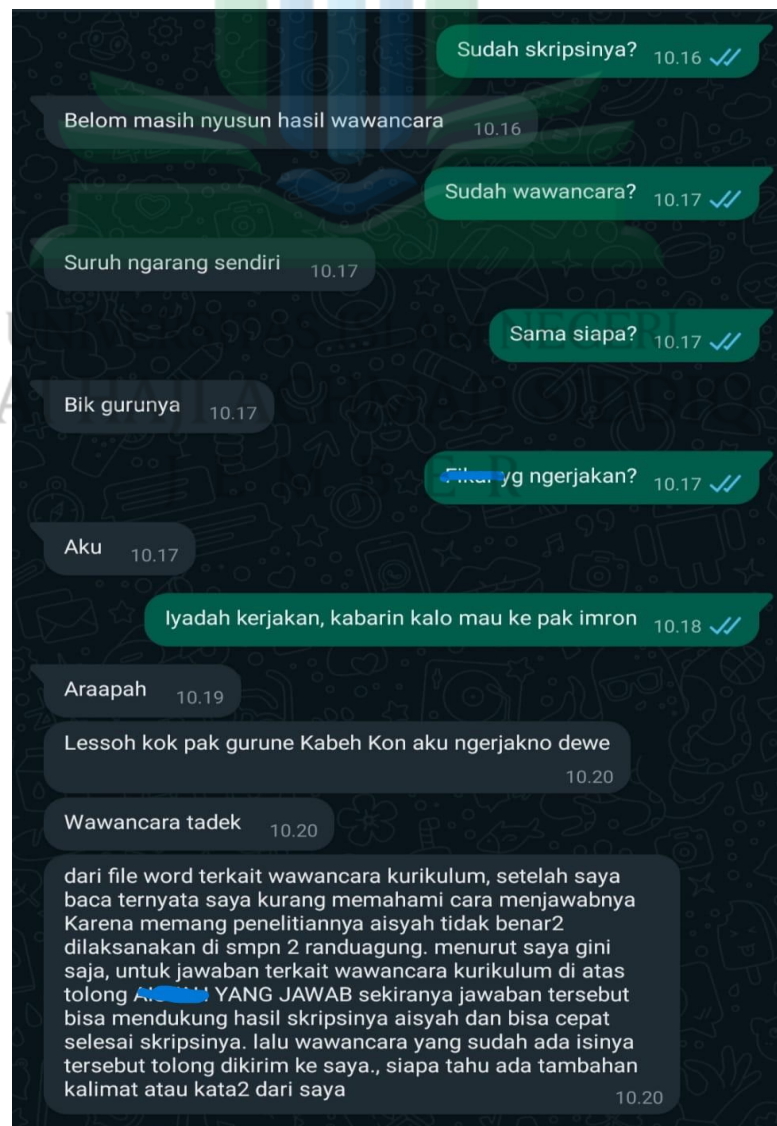 Sudah skripsinya? 10.16
Belom masih nyusun hasil wawancara 10.16
Sudah wawancara? 10.17
Suruh ngarang sendiri 10.17
NEGERI
Sama siapa? 10.17
Bik gurunya 10.17
yg ngerjakan? 10.17
Aku 10.17
Iyadah kerjakan, kabarin kalo mau ke pak imron 10.18
Araapah 10.19
Lessoh kok pak gurune Kabeh Kon aku ngerjakno dewe
10.20
Wawancara tadek 10.20
dari file word terkait wawancara kurikulum, setelah saya
baca ternyata saya kurang memahami cara menjawabnya
Karena memang penelitiannya aisyah tidak benar2
dilaksanakan di smpn 2 randuagung. menurut saya gini
saja, untuk jawaban terkait wawancara kurikulum di atas
tolong YANG JAWAB sekiranya jawaban tersebut
bisa mendukung hasil skripsinya aisyah dan bisa cepat
selesai skripsinya. lalu wawancara yang sudah ada isinya
tersebut tolong dikirim ke saya., siapa tahu ada tambahan
kalimat atau kata2 dari saya
10.20